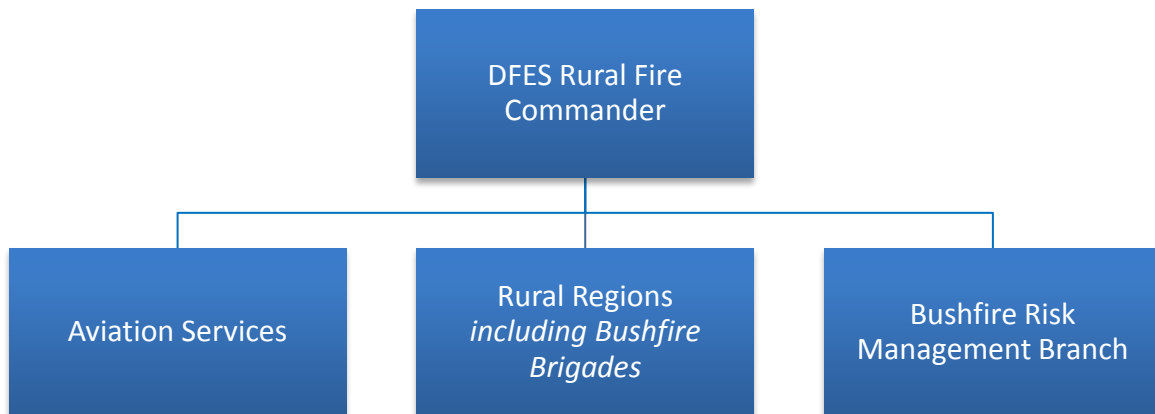 DFES Rural Fire
Commander
Aviation Services
Rural Regions
including Bushfire
Brigades
Bushfire Risk
Management Branch